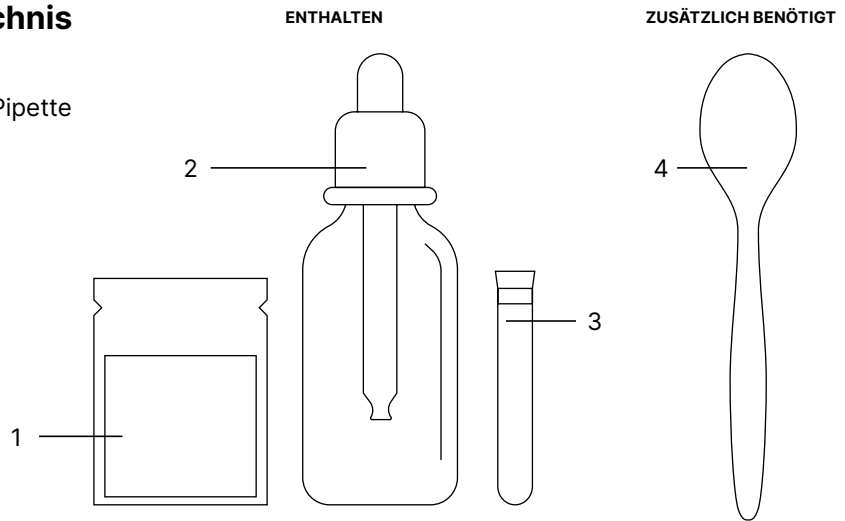 chnis
ENTHALTEN
ZUSÄTZLICH BENÖTIGT
Pipette
2
4
3
1